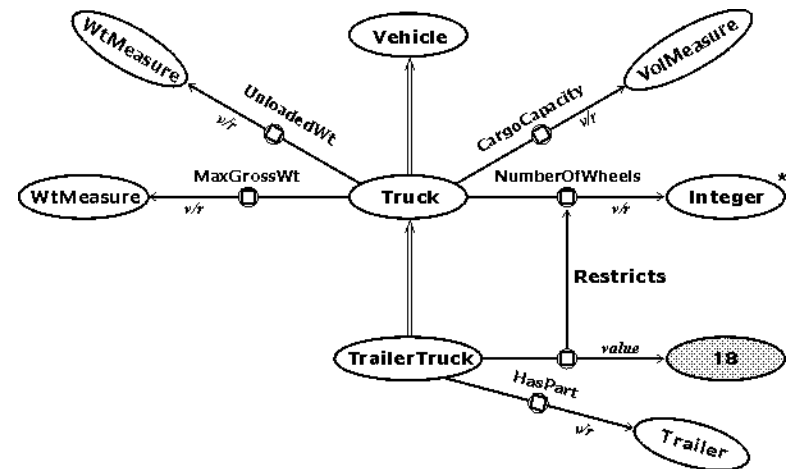 WtMeasure
Vehicle
VolMeasure
UnloadedWt
v/r
CargoCapacity
v/r
MaxGrossWt
NumberOfWheels
WtMeasure
v/r
Truck
v/r
Integer
*
Restricts
TrailerTruck
value
18
HasPart
v/r
Trailer